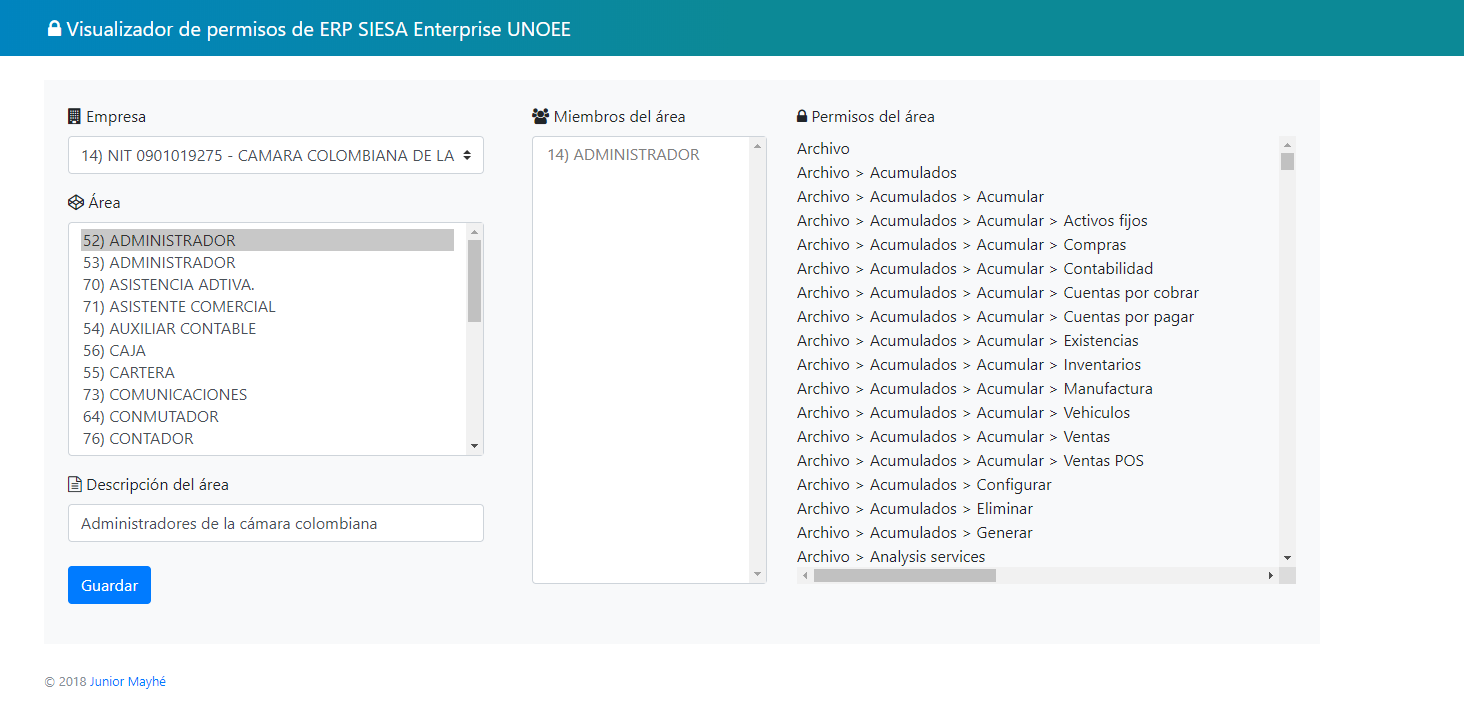 Visualizador de permisos de ERP SIESA Enterprise UNOEE
Empresa
14) NIT 0901019275 - CAMARA COLOMBIANA DE LA
Área
52) ADMINISTRADOR
53) ADMINISTRADOR
70) ASISTENCIA ADTIVA.
71) ASISTENTE COMERCIAL
54) AUXILIAR CONTABLE
56) CAJA
55) CARTERA
73) COMUNICACIONES
64) CONMUTADOR
76) CONTADOR
Descripción del área
Administradores de la cámara colombiana
Guardar
Miembros del área
14) ADMINISTRADOR
Permisos del área
Archivo
Archivo > Acumulados
Archivo > Acumulados > Acumular
Archivo > Acumulados > Acumular > Activos fijos
Archivo > Acumulados > Acumular > Compras
Archivo > Acumulados > Acumular > Contabilidad
Archivo > Acumulados > Acumular > Cuentas por cobrar
Archivo > Acumulados > Acumular > Cuentas por pagar
Archivo > Acumulados > Acumular > Existencias
Archivo > Acumulados > Acumular > Inventarios
Archivo > Acumulados > Acumular > Manufactura
Archivo > Acumulados > Acumular > Vehiculos
Archivo > Acumulados > Acumular > Ventas
Archivo > Acumulados > Acumular > Ventas POS
Archivo > Acumulados > Configurar
Archivo > Acumulados > Eliminar
Archivo > Acumulados > Generar
Archivo > Analysis services
© 2018 Junior Mayhé